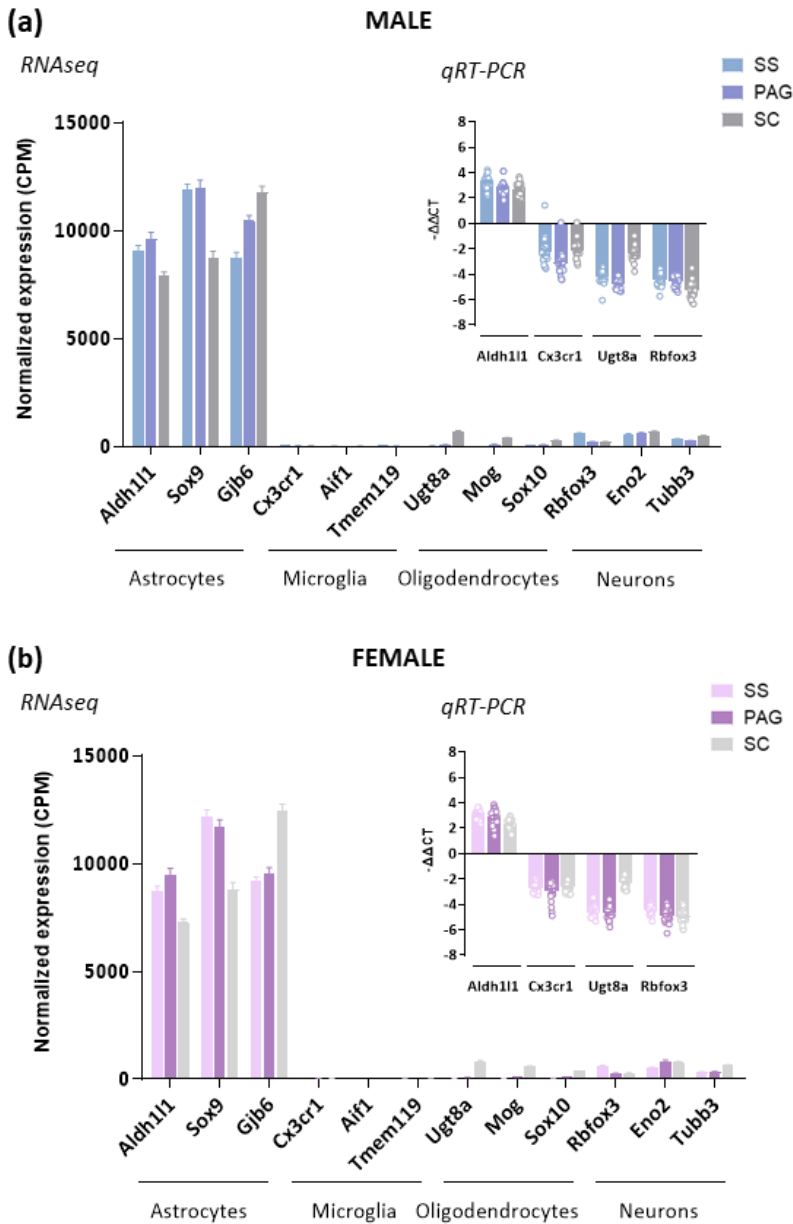 (a)
MALE
RNAseq
qRT-PCR
SS
PAG
SC
Normalized expression (CPM)
15000
10000
5000
0
-ΔΔCT
8
6
4
2
0
-2
-4
-6
-8
Aldh1l1 Cx3cr1 Ugt8a Rbfox3
Aldh1l1 Sox9 Gjb6 Cx3cr1 Aif1 Tmem119 Ugt8a Mog Sox10 Rbfox3 Eno2 Tubb3
Astrocytes Microglia Oligodendrocytes Neurons
(b)
FEMALE
RNAseq
qRT-PCR
SS
PAG
SC
Normalized expression (CPM)
15000
10000
5000
0
-ΔΔCT
8
6
4
2
0
-2
-4
-6
-8
Aldh1l1 Cx3cr1 Ugt8a Rbfox3
Aldh1l1 Sox9 Gjb6 Cx3cr1 Aif1 Tmem119 Ugt8a Mog Sox10 Rbfox3 Eno2 Tubb3
Astrocytes Microglia Oligodendrocytes Neurons